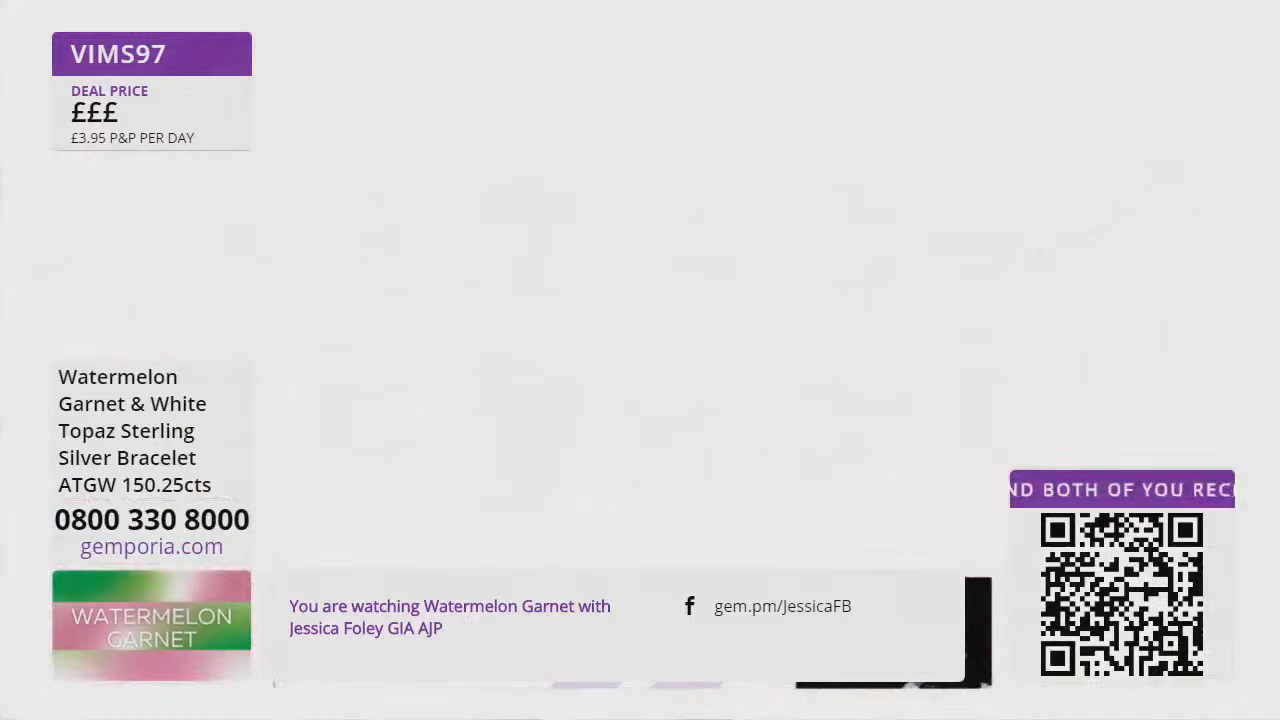 VIMS97
DEAL PRICE
£££
£3.95 P&P PER DAY
Watermelon
Garnet & White
Topaz Sterling
Silver Bracelet
ATGW 150.25cts
0800 330 8000
gemporia.com
WATERMELON
GARNET
You are watching Watermelon Garnet with
Jessica Foley GIA AJP
gem.pm/JessicaFB
BOTH OF YOU